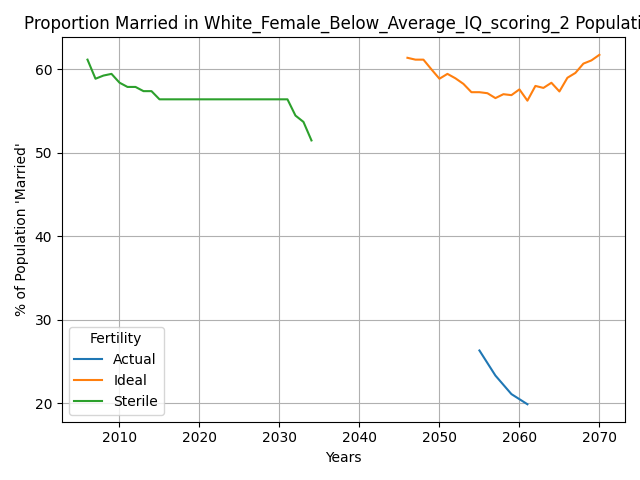 Proportion Married in White_Female_Below_Average_IQ_scoring_2 Populati
% of Population 'Married'
60
50
40
30
20
Fertility
Actual
Ideal
Sterile
2010 2020 2030 2040 2050 2060 2070
Years